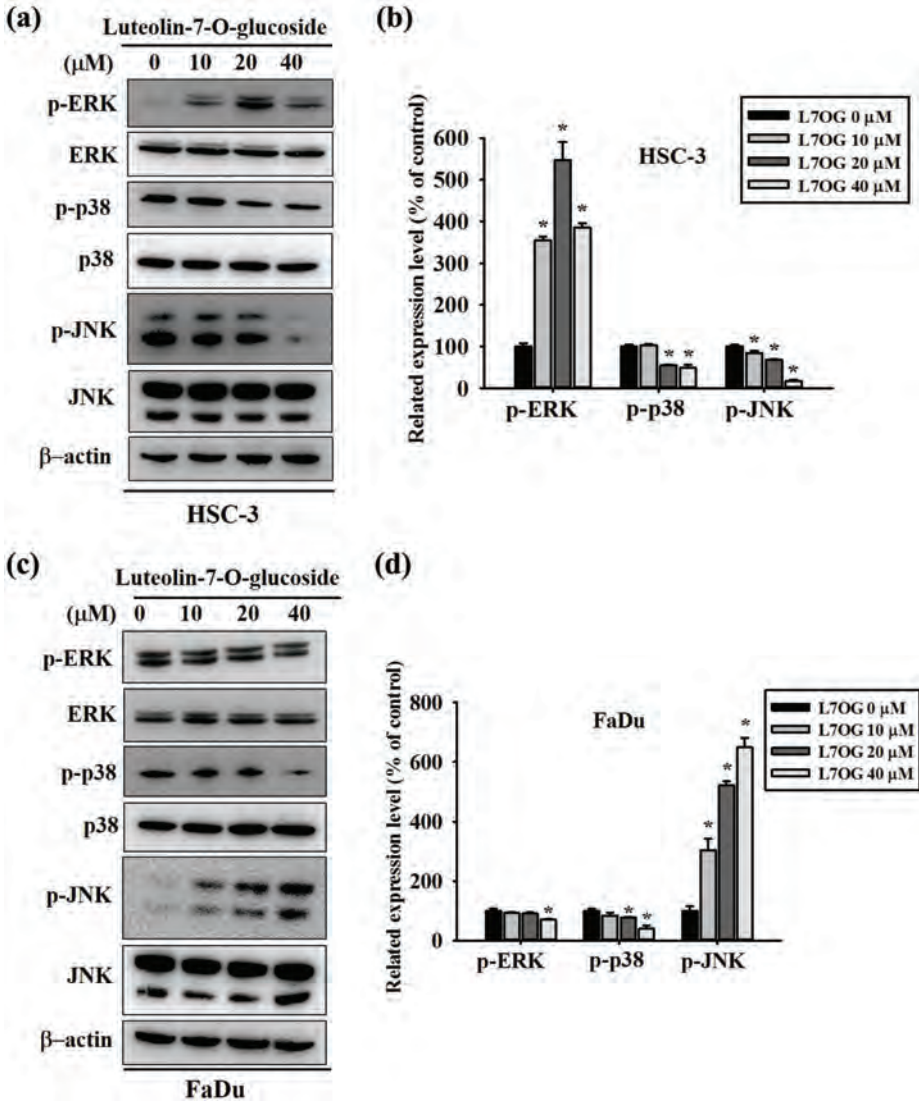 (a)
Luteolin-7-O-glucoside
(μM) 0 10 20 40
p-ERK
ERK
p-p38
p38
p-JNK
JNK
β–actin
HSC-3
(b)
Related expression level (% of control)
600
500
400
300
200
100
0
HSC-3
L7OG 0 μM
L7OG 10 μM
L7OG 20 μM
L7OG 40 μM
* * *
* *
* * *
p-ERK p-p38 p-JNK
(c)
Luteolin-7-O-glucoside
(μM) 0 10 20 40
p-ERK
ERK
p-p38
p38
p-JNK
JNK
β–actin
FaDu
(d)
Related expression level (% of control)
800
600
400
200
0
FaDu
L7OG 0 μM
L7OG 10 μM
L7OG 20 μM
L7OG 40 μM
*
* *
* * *
p-ERK p-p38 p-JNK